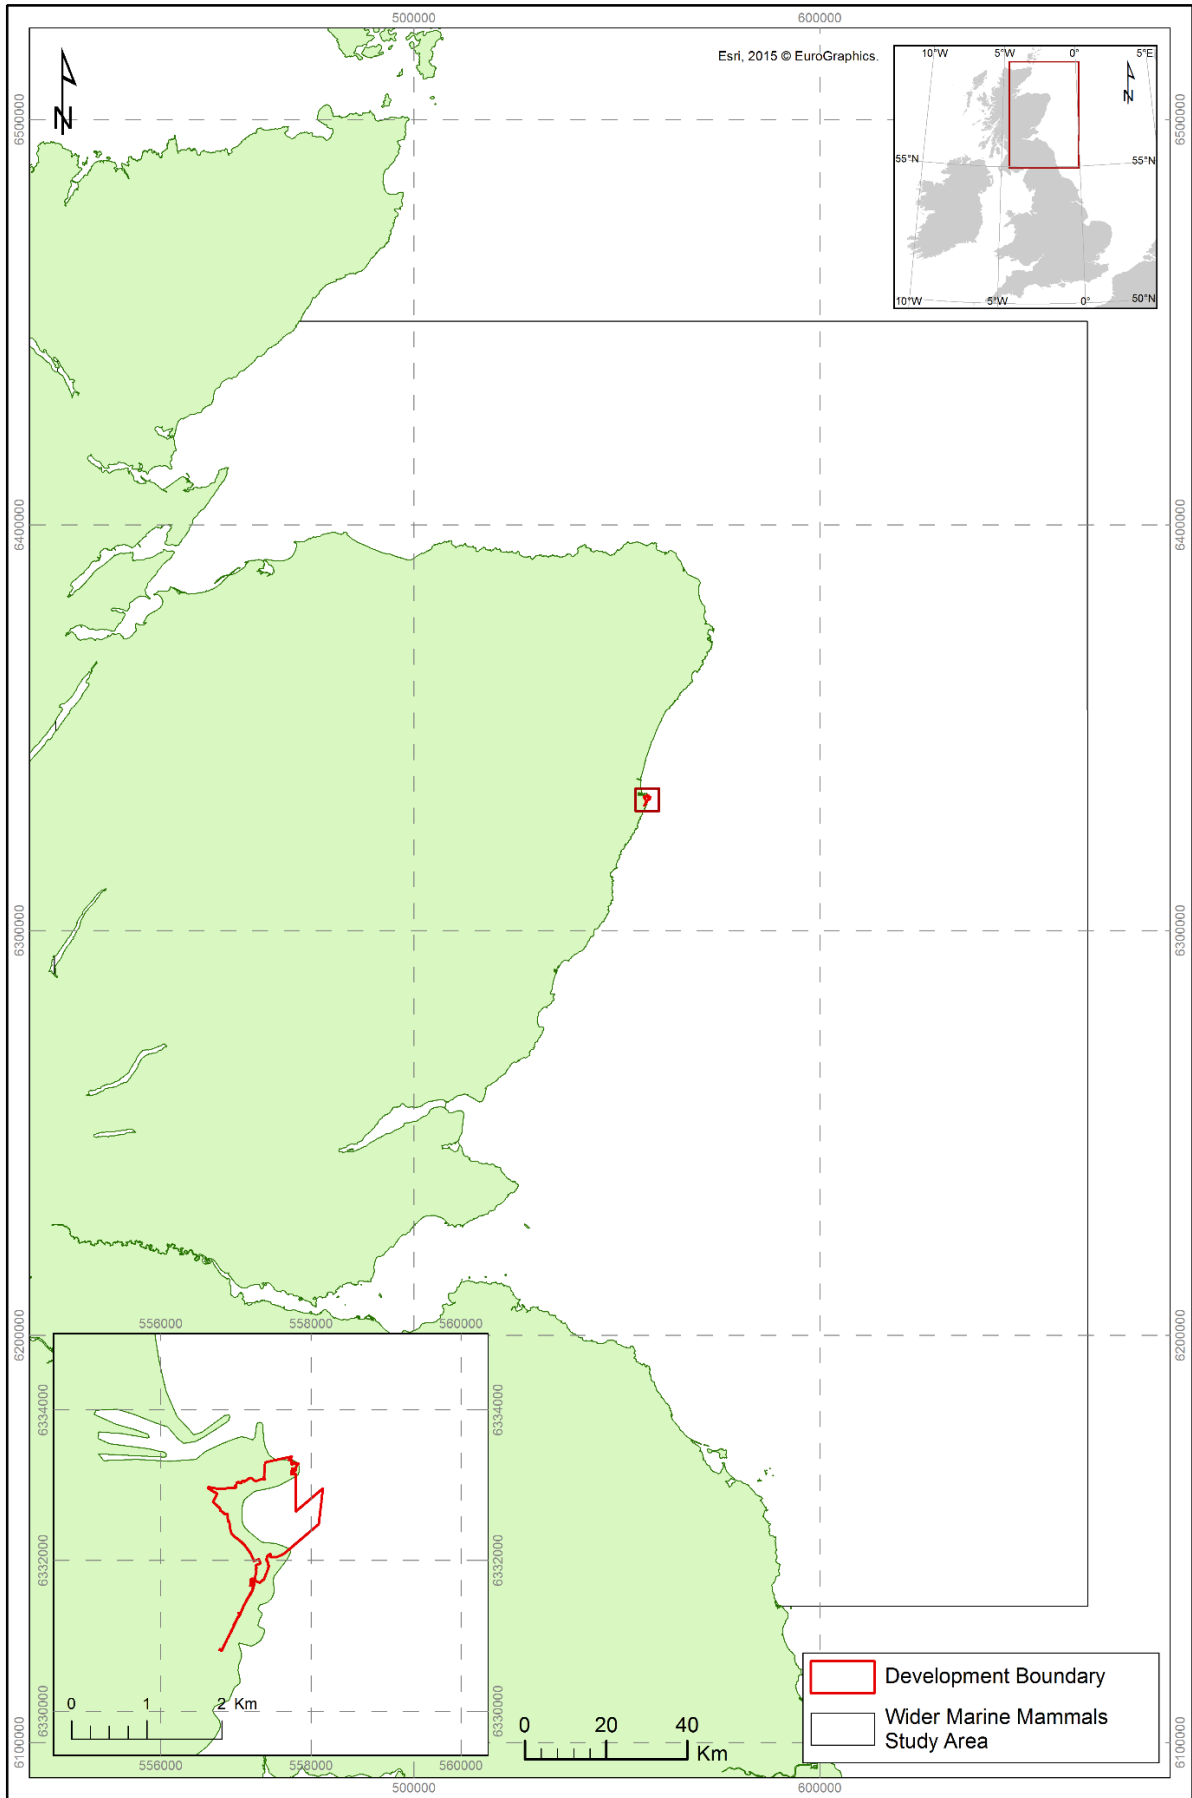 500000
600000
Esri, 2015 © EuroGraphics.
10°W
5°W
0°
5°E
N
N
55°N
55°N
10°W
5°W
0°
50°N
6500000
6500000
6400000
6400000
6300000
6300000
6200000
6200000
556000
558000
560000
6334000
6334000
6332000
6332000
0 1 2 Km
6330000
6330000
556000
558000
560000
0 20 40
Km
Development Boundary
Wider Marine Mammals
Study Area
6100000
6100000
500000
600000